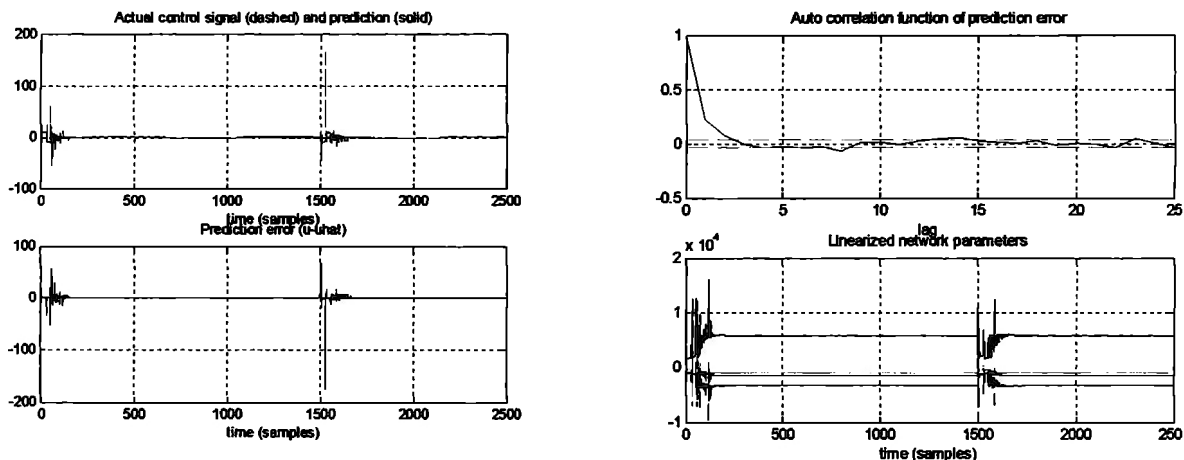 Actual control signal (dashed) and prediction (solid)
200
100
0
-100
0 500 1000 1500 2000 2500
time (samples)
Prediction error (u-uhat)
100
0
-100
-200
0 500 1000 1500 2000 2500
time (samples)
Auto correlation function of prediction error
1
0.5
0
-0.5
0 5 10 15 20 25
lag
Linearized network parameters
x 10^4
2
1
0
-1
0 500 1000 1500 2000 2500
time (samples)